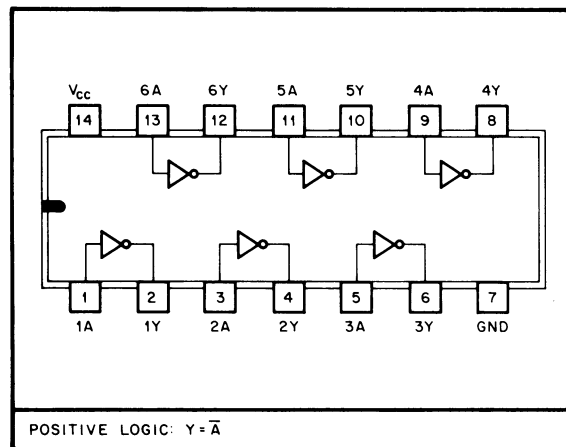 VCC 6A 6Y 5A 5Y 4A 4Y
14 13 12 11 10 9 8
1 2 3 4 5 6 7
1A 1Y 2A 2Y 3A 3Y GND
POSITIVE LOGIC: Y = A̅